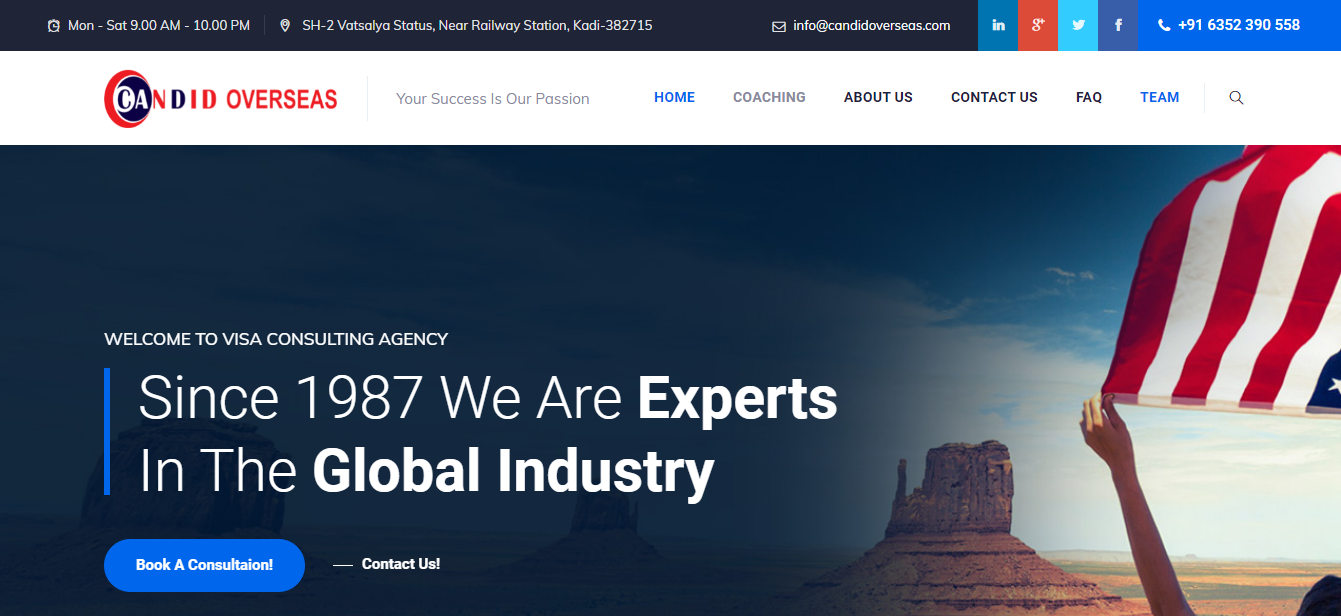 Mon - Sat 9.00 AM - 10.00 PM
SH-2 Vatsalya Status, Near Railway Station, Kadi-382715
info@candidoverseas.com
in
g+
f
+91 6352 390 558
CANDID OVERSEAS
Your Success Is Our Passion
HOME
COACHING
ABOUT US
CONTACT US
FAQ
TEAM
WELCOME TO VISA CONSULTING AGENCY
Since 1987 We Are Experts
In The Global Industry
Book A Consultaion!
Contact Us!